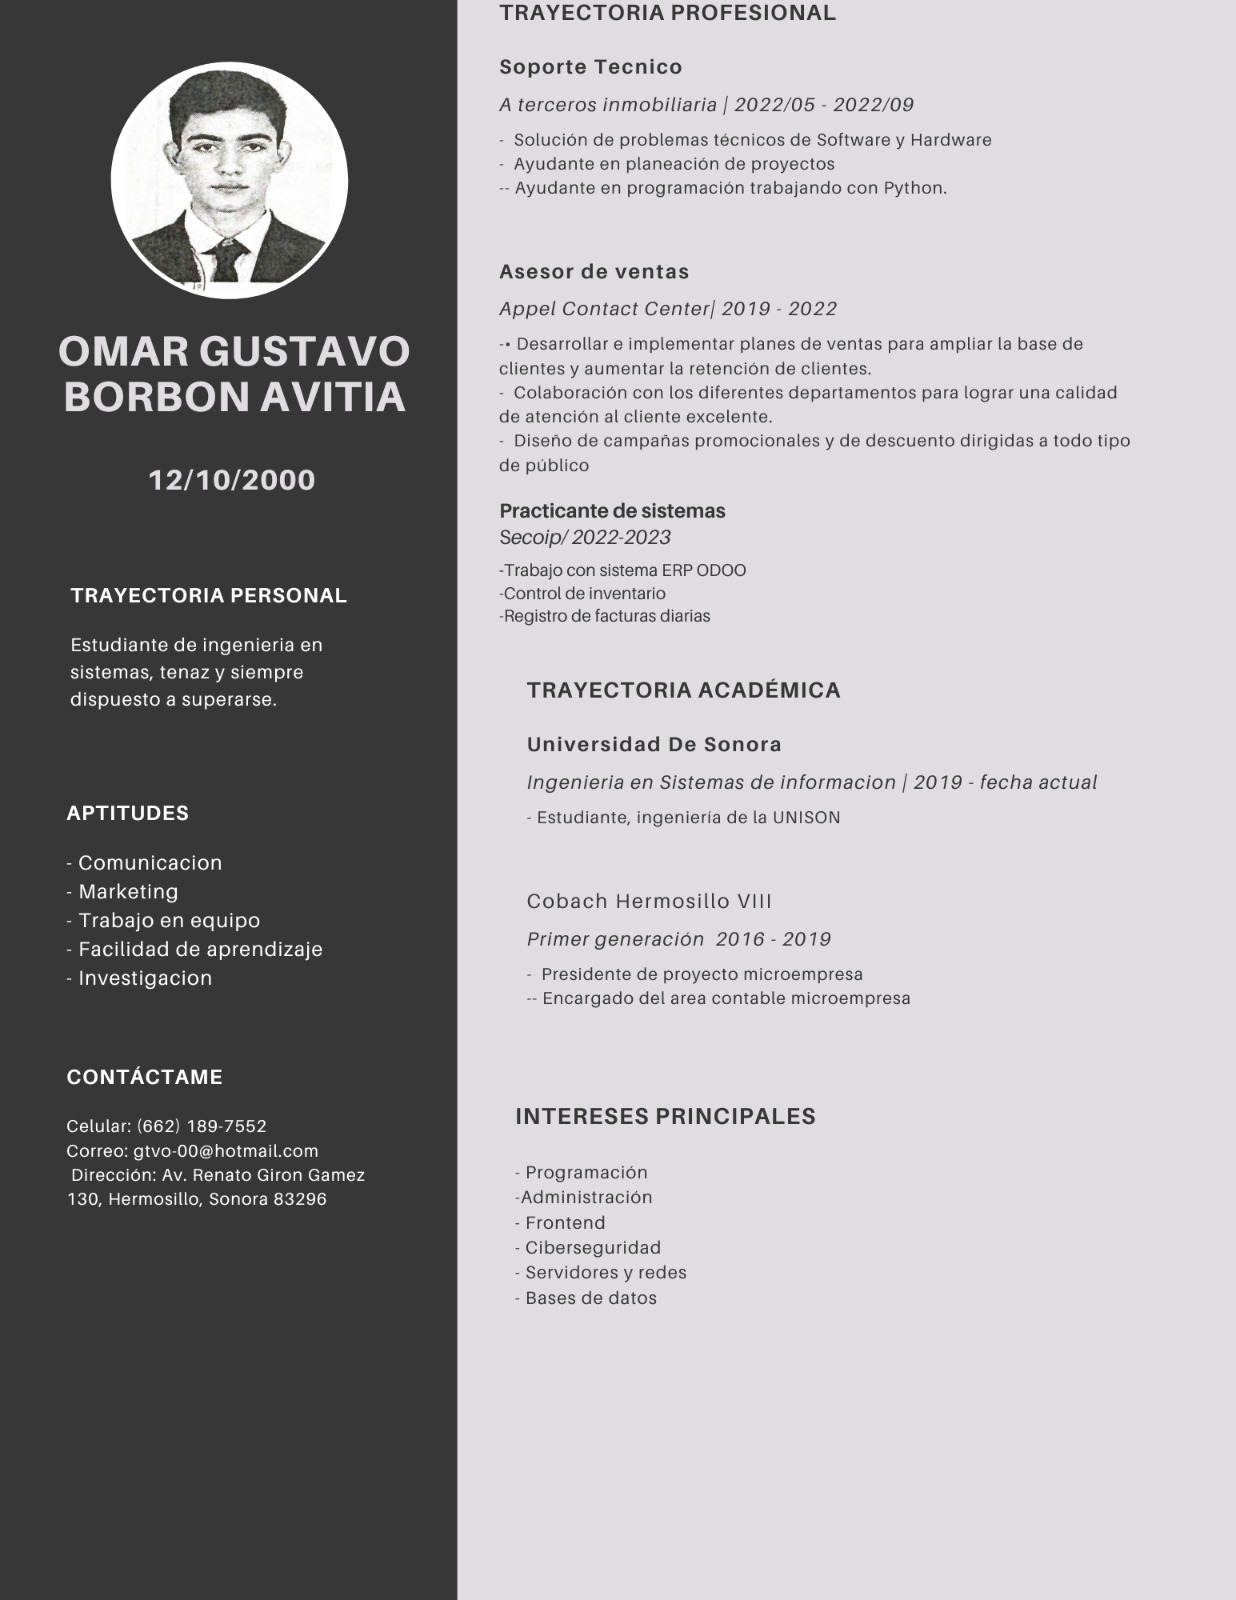 OMAR GUSTAVO
BORBON AVITIA
12/10/2000
TRAYECTORIA PERSONAL
Estudiante de ingenieria en
sistemas, tenaz y siempre
dispuesto a superarse.
APTITUDES
- Comunicacion
- Marketing
- Trabajo en equipo
- Facilidad de aprendizaje
- Investigacion
CONTÁCTAME
Celular: (662) 189-7552
Correo: gtvo-00@hotmail.com
Dirección: Av. Renato Giron Gamez
130, Hermosillo, Sonora 83296
TRAYECTORIA PROFESIONAL
Soporte Tecnico
A terceros inmobiliaria | 2022/05 - 2022/09
- Solución de problemas técnicos de Software y Hardware
- Ayudante en planeación de proyectos
-- Ayudante en programación trabajando con Python.
Asesor de ventas
Appel Contact Center| 2019 - 2022
-• Desarrollar e implementar planes de ventas para ampliar la base de
clientes y aumentar la retención de clientes.
- Colaboración con los diferentes departamentos para lograr una calidad
de atención al cliente excelente.
- Diseño de campañas promocionales y de descuento dirigidas a todo tipo
de público
Practicante de sistemas
Secoip/ 2022-2023
-Trabajo con sistema ERP ODOO
-Control de inventario
-Registro de facturas diarias
TRAYECTORIA ACADÉMICA
Universidad De Sonora
Ingenieria en Sistemas de informacion | 2019 - fecha actual
- Estudiante, ingeniería de la UNISON
Cobach Hermosillo VIII
Primer generación 2016 - 2019
- Presidente de proyecto microempresa
-- Encargado del area contable microempresa
INTERESES PRINCIPALES
- Programación
-Administración
- Frontend
- Ciberseguridad
- Servidores y redes
- Bases de datos